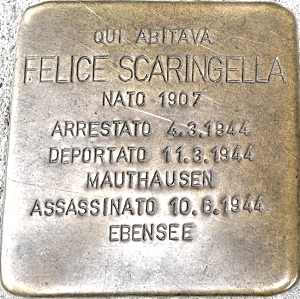 QUI ABITAVA
FELICE SCARINGELLA
NATO 1907
ARRESTATO 4.3.1944
DEPORTATO 11.3.1944
MAUTHAUSEN
ASSASSINATO 10.6.1944
EBENSEE